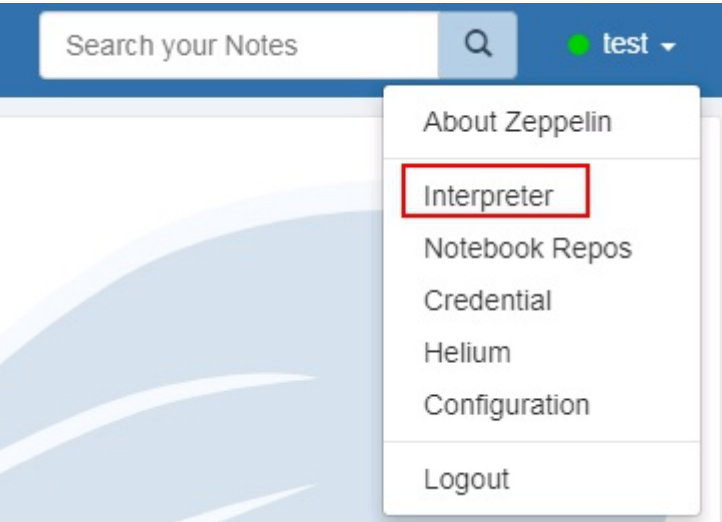 Search your Notes
test
About Zeppelin
Interpreter
Notebook Repos
Credential
Helium
Configuration
Logout